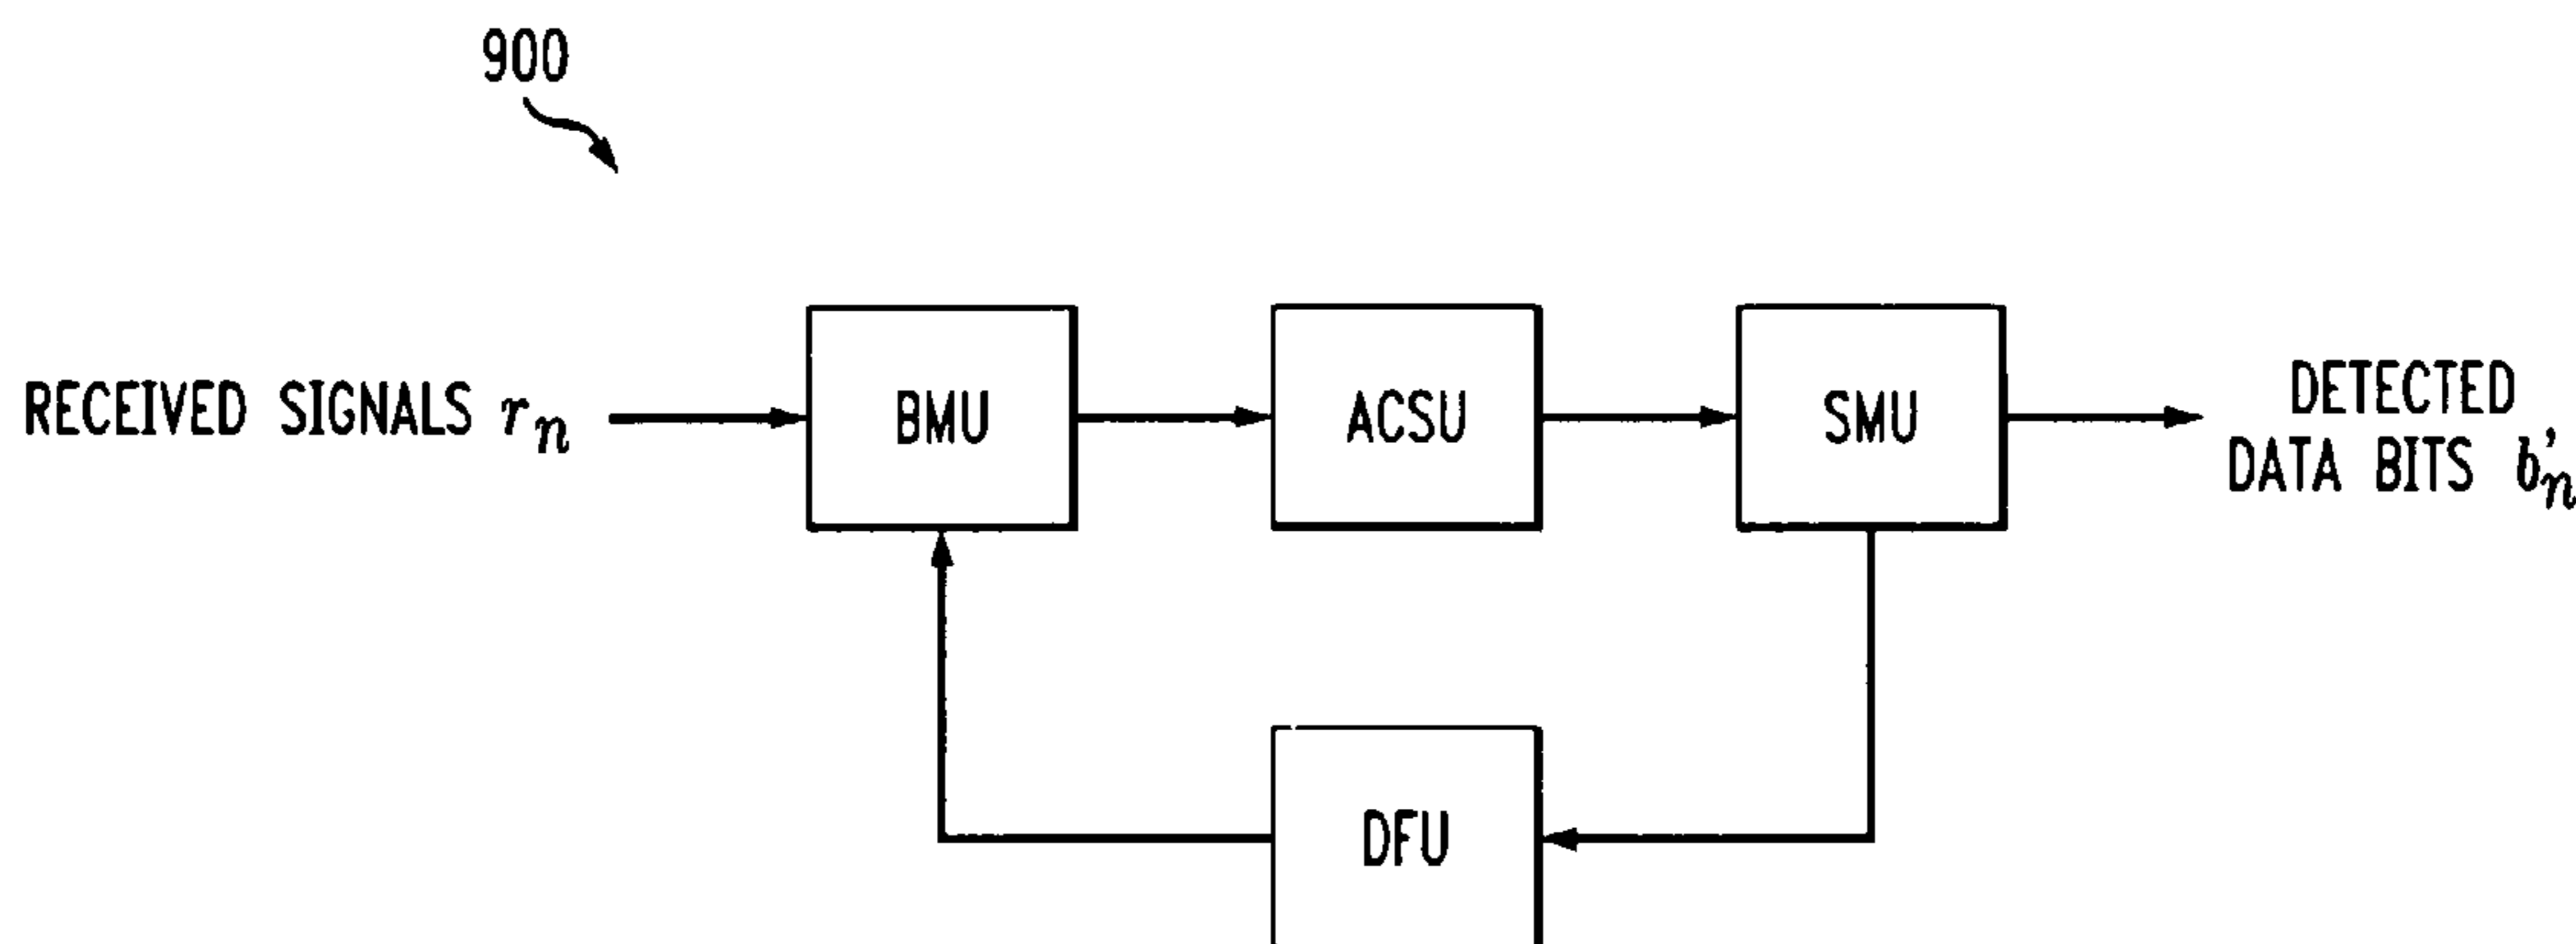 900
RECEIVED SIGNALS rn
BMU
ACSU
SMU
DETECTED
DATA BITS b'n
DFU